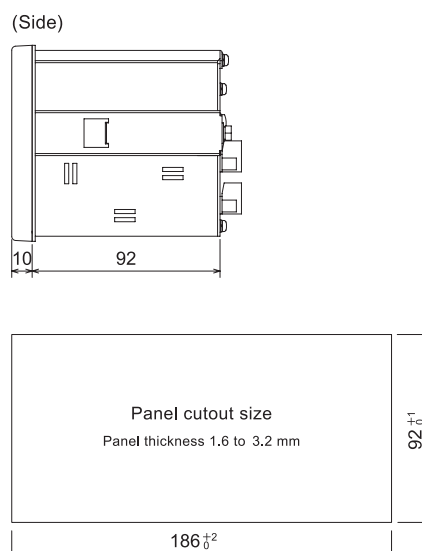 (Side)
10
92
Panel cutout size
Panel thickness 1.6 to 3.2 mm
92 +1 0
186 +2 0